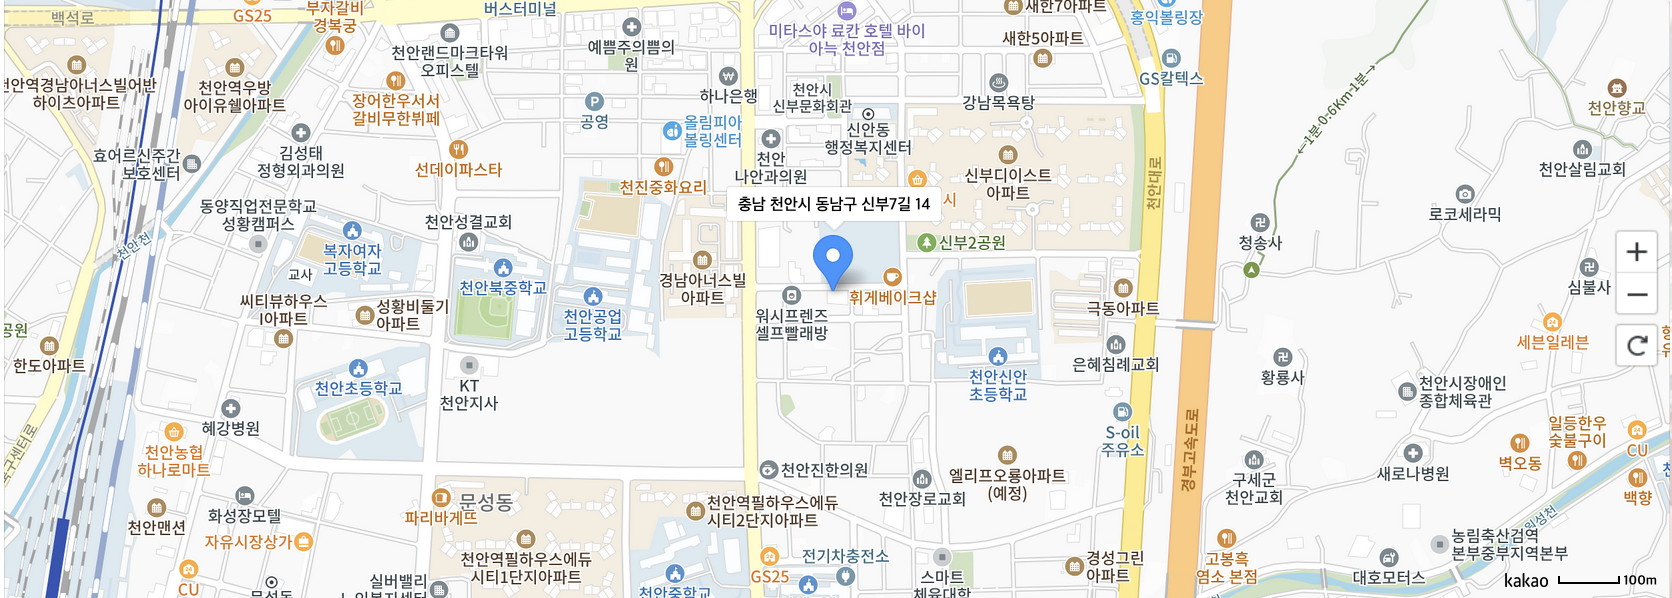 백석로
GS25
부자갈비
경복궁
버스터미널
천안랜드마크타워
오피스텔
예쁨주의쁨의
원
미타스야 료칸 호텔 바이
아늑 천안점
새한7아파트
새한5아파트
홍익볼링장
GS칼텍스
하이츠아파트
천안역우방
아이유쉘아파트
장어한우서서
갈비무한뷔페
공영
하나은행
천안시
신부문화회관
강남목욕탕
←1분·0.6Km·1분→
천안향교
올림피아
볼링센터
신안동
행정복지센터
김성태
정형외과의원
효어르신주간
보호센터
선데이파스타
천진중화요리
천안
나안과의원
신부디이스트
아파트
천안대로
천안살림교회
충남 천안시 동남구 신부7길 14
시
동양직업전문학교
성황캠퍼스
천안성결교회
로코세라믹
천안천
복자여자
고등학교
교사
신부2공원
청송사
천안북중학교
경남아너스빌
아파트
휘게베이크샵
심불사
씨티뷰하우스
I아파트
성황비둘기
아파트
천안공업
고등학교
워시프렌즈
셀프빨래방
극동아파트
공원
세븐일레븐
한도아파트
은혜침례교회
황룡사
천안초등학교
KT
천안지사
천안신안
초등학교
천안시장애인
종합체육관
혜강병원
S-oil
주유소
경부고속도로
일등한우
숯불구이
CU
천안농협
하나로마트
천안진한의원
엘리프오룡아파트
(예정)
천안장로교회
구세군
천안교회
새로나병원
벽오동
백향
파리바게뜨
문성동
천안역필하우스에듀
시티2단지아파트
천안맨션
화성장모텔
자유시장상가
원성천
농림축산검역
본부중부지역본부
천안역필하우스에듀
시티1단지아파트
GS25
전기차충전소
경성그린
아파트
고봉흑
염소 본점
대호모터스
CU
실버밸리
천안중학교
스마트
체육대학
kakao
100m